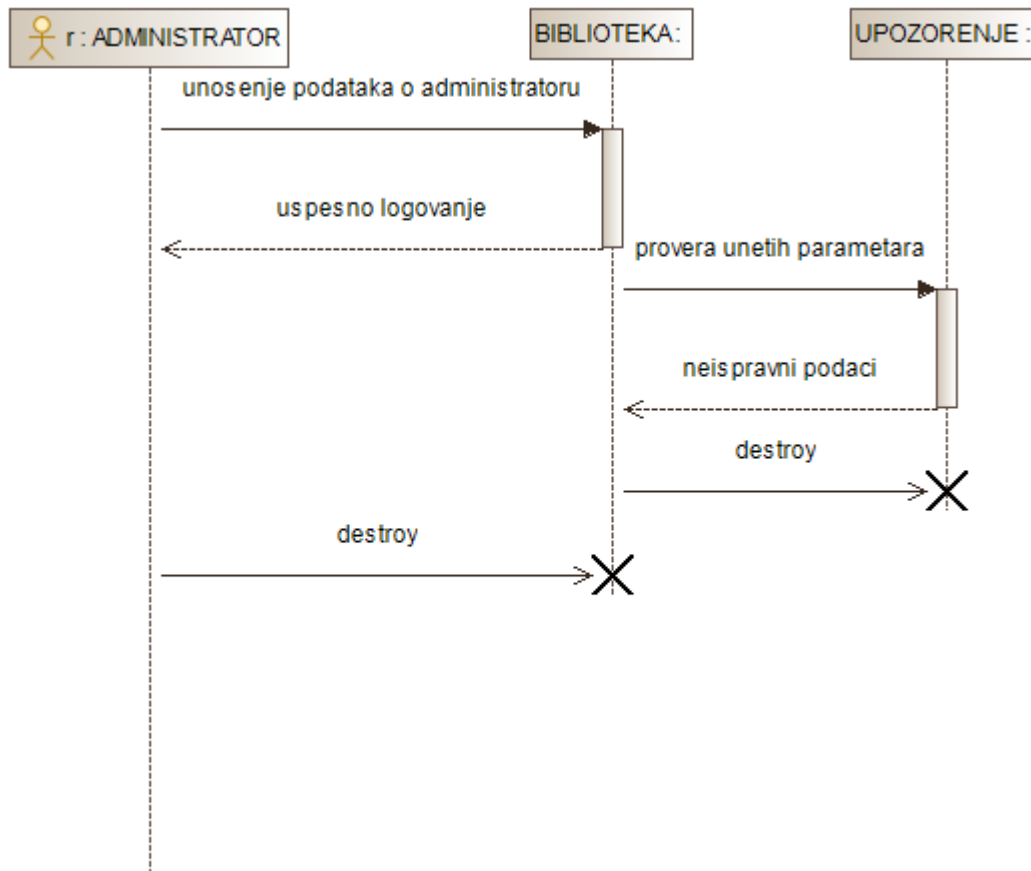 r : ADMINISTRATOR
BIBLIOTEKA:
UPOZORENJE :
unosenje podataka o administratoru
uspesno logovanje
provera unetih parametara
neispravni podaci
destroy
destroy